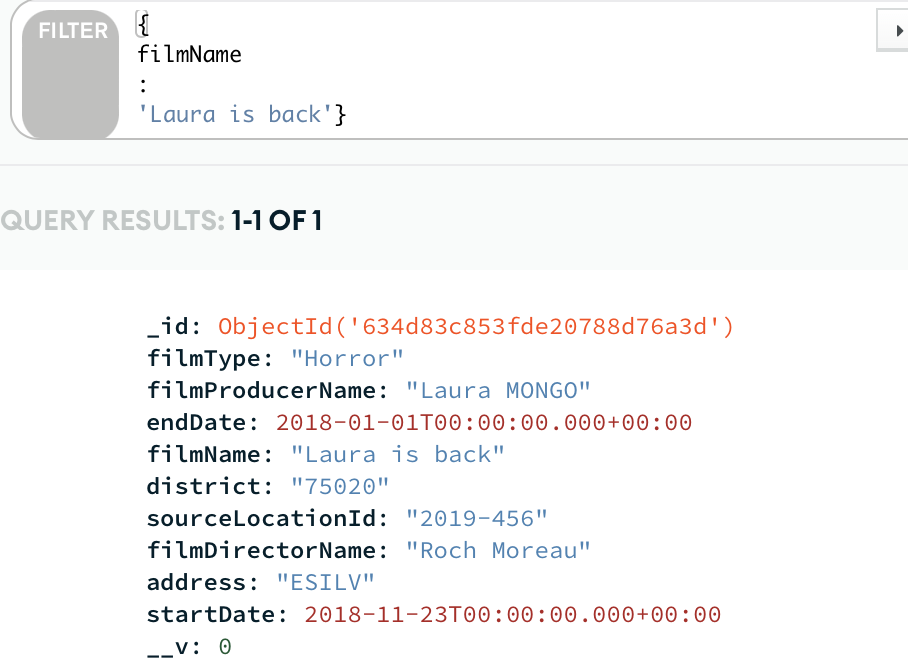 FILTER
{
filmName
:
'Laura is back'}
QUERY RESULTS: 1-1 OF 1
_id: ObjectId('634d83c853fde20788d76a3d')
filmType: "Horror"
filmProducerName: "Laura MONGO"
endDate: 2018-01-01T00:00:00.000+00:00
filmName: "Laura is back"
district: "75020"
sourceLocationId: "2019-456"
filmDirectorName: "Roch Moreau"
address: "ESILV"
startDate: 2018-11-23T00:00:00.000+00:00
__v: 0